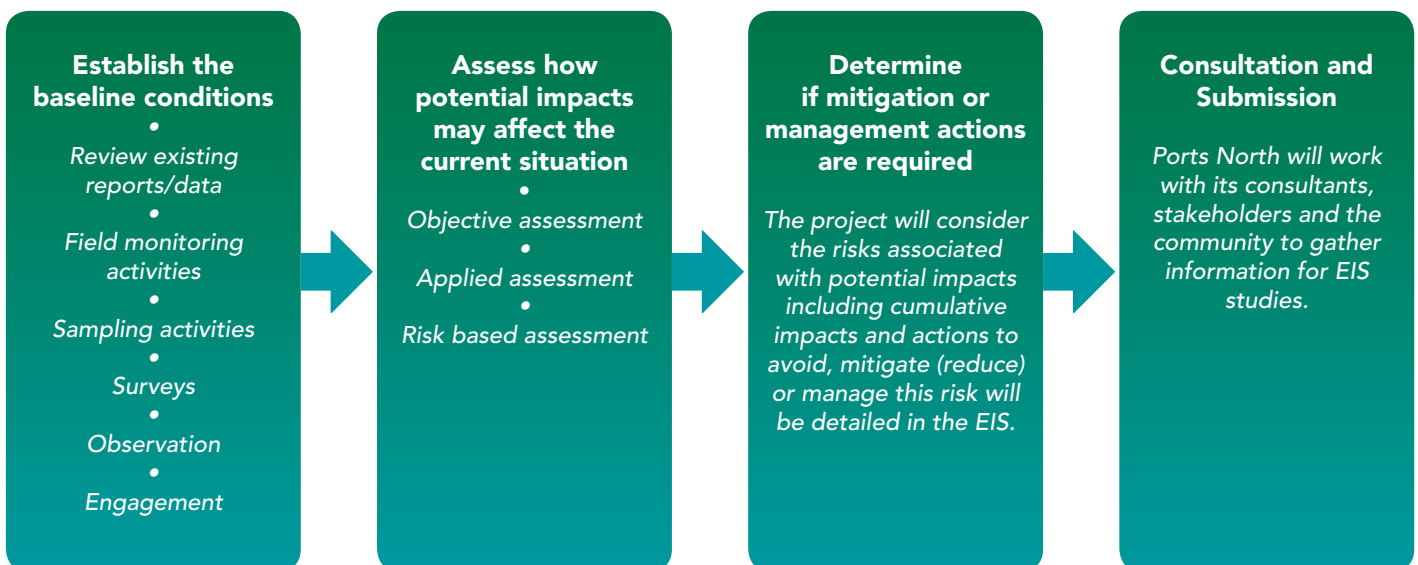 Establish the
baseline conditions
•
Review existing
reports/data
•
Field monitoring
activities
•
Sampling activities
•
Surveys
•
Observation
•
Engagement
Assess how
potential impacts
may affect the
current situation
•
Objective assessment
•
Applied assessment
•
Risk based assessment
Determine
if mitigation or
management actions
are required
The project will consider
the risks associated
with potential impacts
including cumulative
impacts and actions to
avoid, mitigate (reduce)
or manage this risk will
be detailed in the EIS.
Consultation and
Submission
Ports North will work
with its consultants,
stakeholders and the
community to gather
information for EIS
studies.